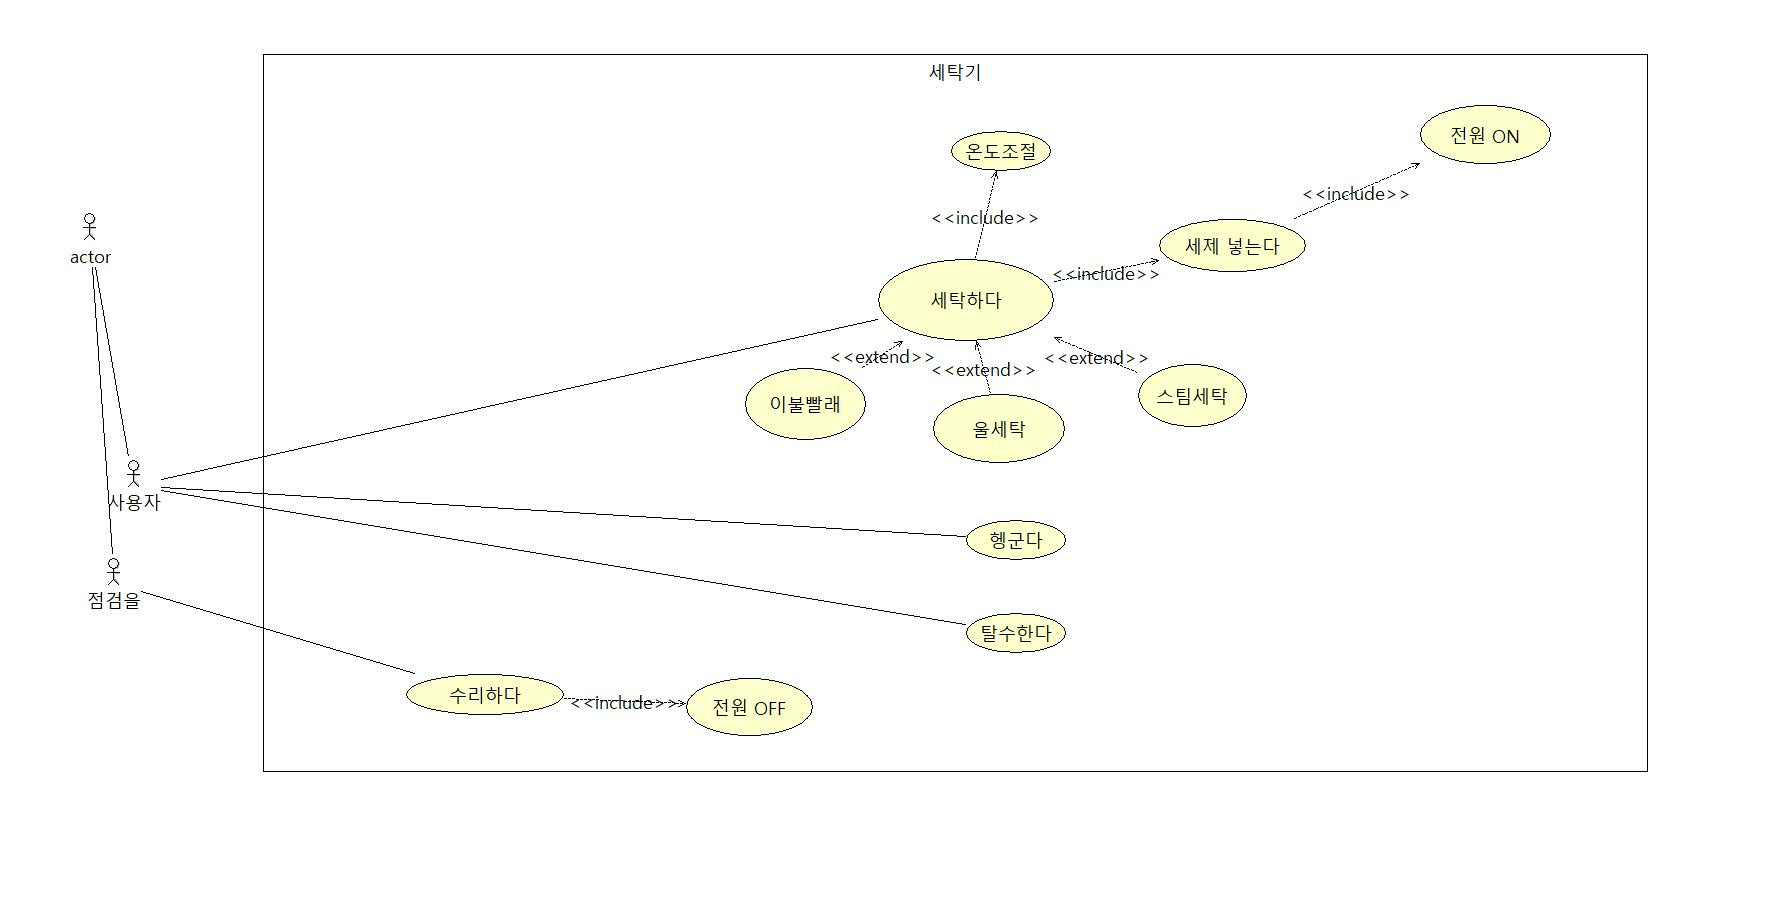 세탁기
전원 ON
온도조절
<<include>>
<<include>>
actor
세제 넣는다
<<include>>
세탁하다
<<extend>>
<<extend>>
<<extend>>
이불빨래
울세탁
스팀세탁
사용자
헹군다
점검을
탈수한다
수리하다
<<include>>
전원 OFF